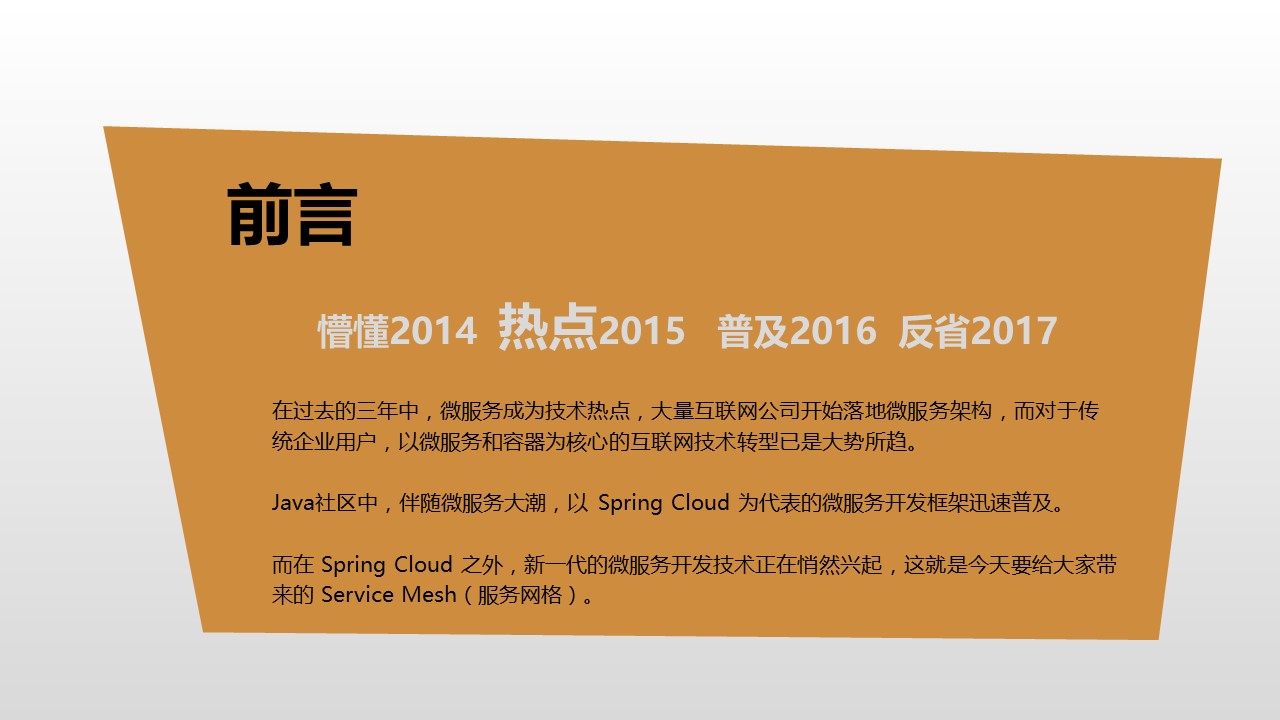 前言
懵懂2014 热点2015 普及2016 反省2017
在过去的三年中，微服务成为技术热点，大量互联网公司开始落地微服务架构，而对于传
统企业用户，以微服务和容器为核心的互联网技术转型已是大势所趋。
Java社区中，伴随微服务大潮，以 Spring Cloud 为代表的微服务开发框架迅速普及。
而在 Spring Cloud 之外，新一代的微服务开发技术正在悄然兴起，这就是今天要给大家带
来的 Service Mesh（服务网格）。